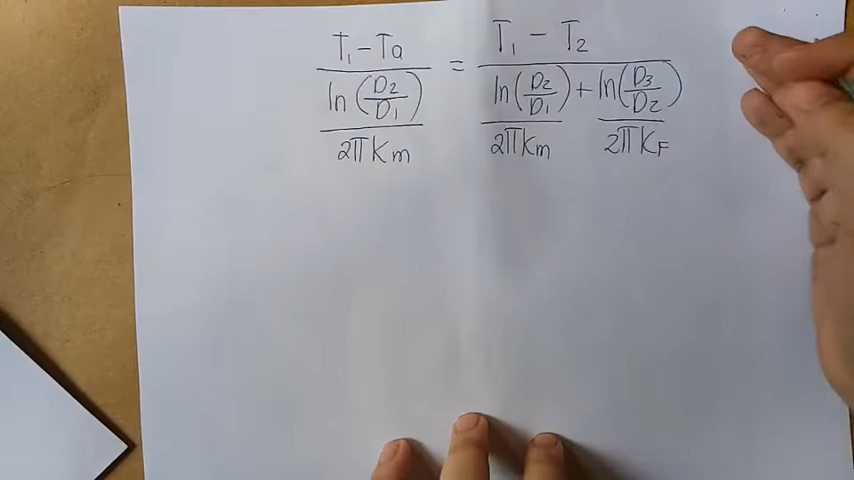 T₁ - Ta = T₁ - T₂
ln(D₂/D₁) ln(D₂/D₁) + ln(D₃/D₂)
2πKm 2πKm 2πKF